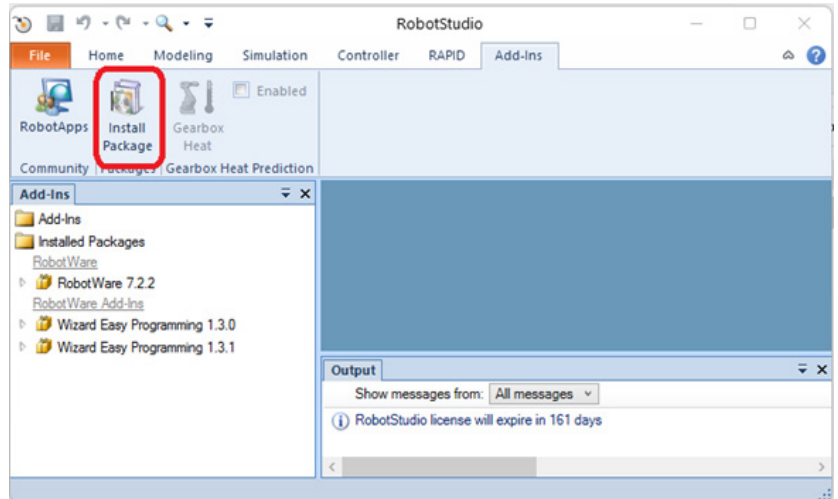 RobotStudio
File Home Modeling Simulation Controller RAPID Add-Ins
RobotApps
Install
Package
Gearbox
Heat
Enabled
Community Packages Gearbox Heat Prediction
Add-Ins
Add-Ins
Installed Packages
RobotWare
RobotWare 7.2.2
RobotWare Add-Ins
Wizard Easy Programming 1.3.0
Wizard Easy Programming 1.3.1
Output
Show messages from: All messages
RobotStudio license will expire in 161 days